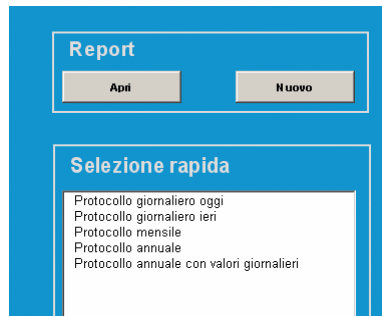 Report
Apri Nuovo
Selezione rapida
Protocollo giornaliero oggi
Protocollo giornaliero ieri
Protocollo mensile
Protocollo annuale
Protocollo annuale con valori giornalieri